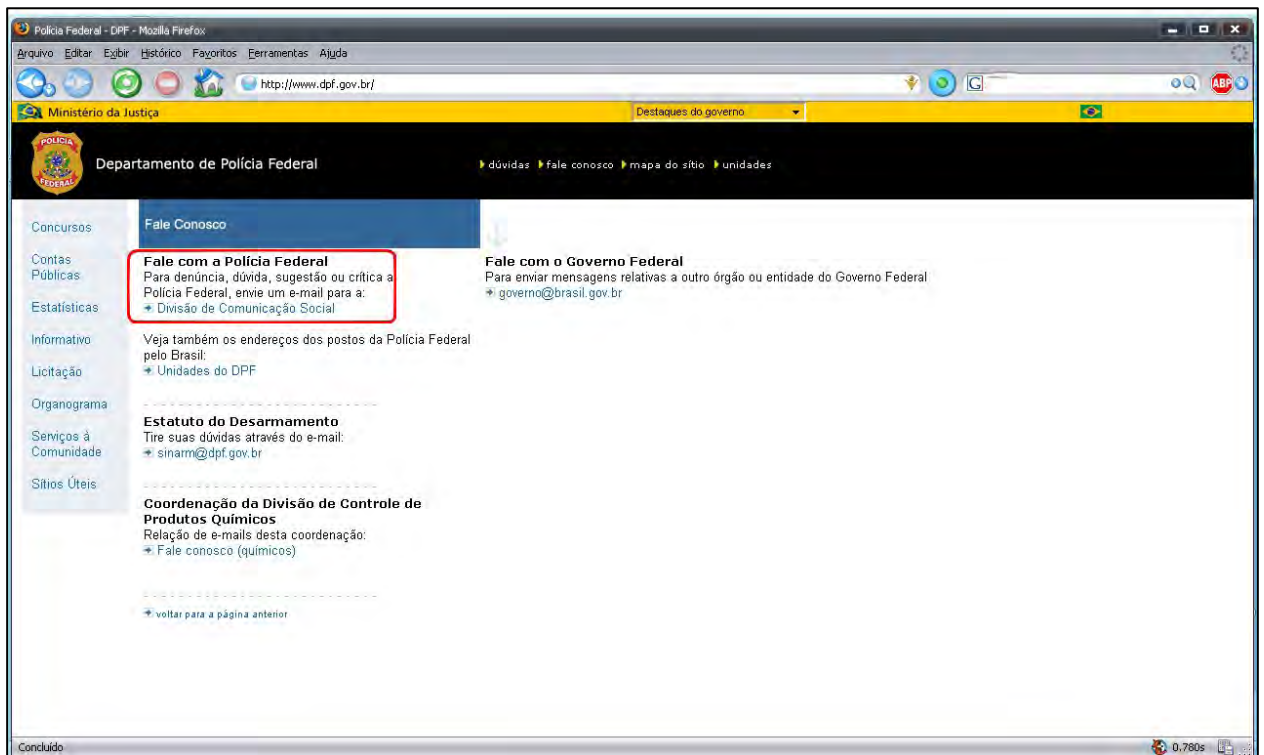 Polícia Federal - DPF - Mozilla Firefox
Arquivo Editar Exibir Histórico Favoritos Ferramentas Ajuda
http://www.dpf.gov.br/
G
ABP
Ministério da Justiça
Destaques do governo
POLICIA
FEDERAL
Departamento de Polícia Federal
dúvidas fale conosco mapa do sítio unidades
Concursos
Contas
Públicas
Estatísticas
Informativo
Licitação
Organograma
Serviços à
Comunidade
Sítios Úteis
Fale Conosco
Fale com a Polícia Federal
Para denúncia, dúvida, sugestão ou crítica a
Polícia Federal, envie um e-mail para a:
Divisão de Comunicação Social
Veja também os endereços dos postos da Polícia Federal
pelo Brasil:
Unidades do DPF
Estatuto do Desarmamento
Tire suas dúvidas através do e-mail:
sinarm@dpf.gov.br
Coordenação da Divisão de Controle de
Produtos Químicos
Relação de e-mails desta coordenação:
Fale conosco (químicos)
voltar para a página anterior
Fale com o Governo Federal
Para enviar mensagens relativas a outro órgão ou entidade do Governo Federal
governo@brasil.gov.br
Concluído
0,780s